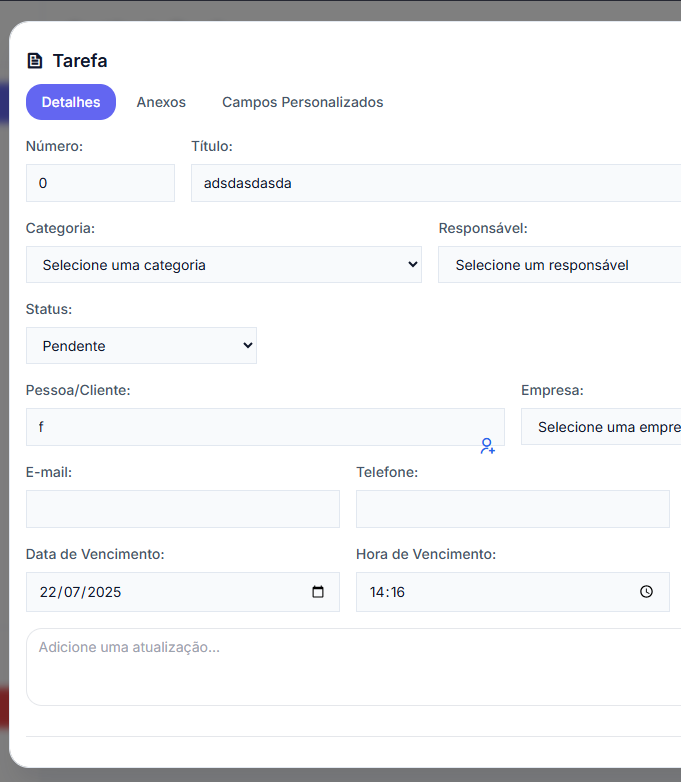 Tarefa
Detalhes Anexos Campos Personalizados
Número: Título:
0 adsdasdasda
Categoria: Responsável:
Selecione uma categoria Selecione um responsável
Status:
Pendente
Pessoa/Cliente: Empresa:
f Selecione uma empre
E-mail: Telefone:
Data de Vencimento: Hora de Vencimento:
22/07/2025 14:16
Adicione uma atualização...